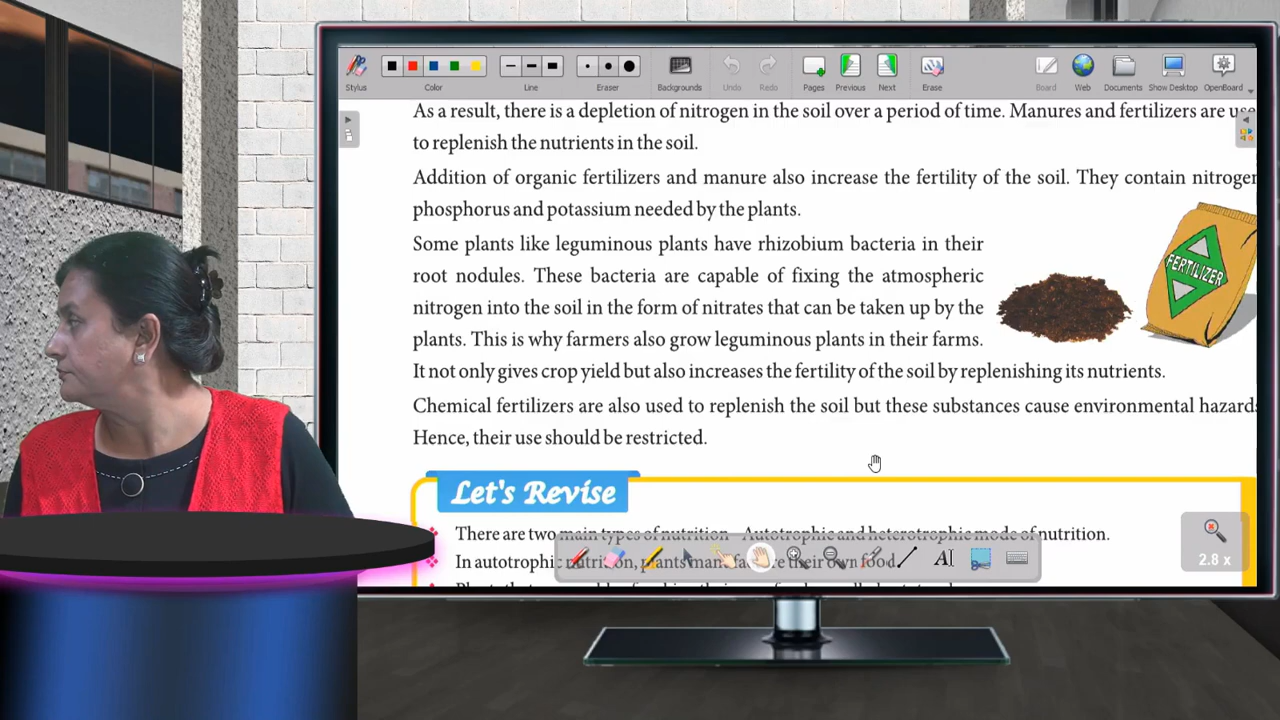 Stylus
Color
Line
Eraser
Backgrounds
Undo
Redo
Pages
Previous
Next
Erase
Board
Web
Documents
Show Desktop
OpenBoard
As a result, there is a depletion of nitrogen in the soil over a period of time. Manures and fertilizers are
to replenish the nutrients in the soil.
Addition of organic fertilizers and manure also increase the fertility of the soil. They contain nitrogen
phosphorus and potassium needed by the plants.
Some plants like leguminous plants have rhizobium bacteria in their
root nodules. These bacteria are capable of fixing the atmospheric
nitrogen into the soil in the form of nitrates that can be taken up by the
plants. This is why farmers also grow leguminous plants in their farms.
It not only gives crop yield but also increases the fertility of the soil by replenishing its nutrients.
FERTILIZER
Chemical fertilizers are also used to replenish the soil but these substances cause environmental hazards
Hence, their use should be restricted.
Let's Revise
There are two main types of nutrition - Autotrophic and heterotrophic mode of nutrition.
In autotrophic nutrition, plants manufacture their own food.
A
2.8 x